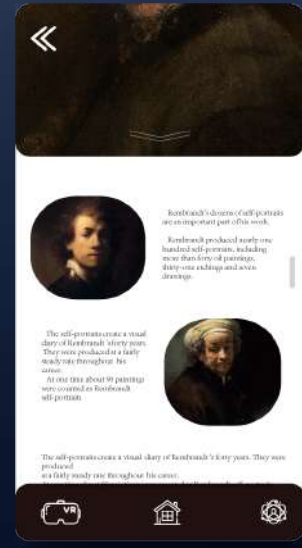 Rembrandt's dozens of self-portraits
are an important part of his work.
Rembrandt produced nearly one
hundred self-portraits, including
more than forty oil paintings,
thirty-one etchings and seven
drawings.
The self-portraits create a visual
diary of Rembrandt 'sforty years.
They were produced at a fairly
steady rate throughout his
career.
At one time about 90 paintings
were counted as Rembrandt
self-portraits
The self-portraits create a visual diary of Rembrandt 's forty years. They were
produced
at a fairly steady rate throughout his career.
VR